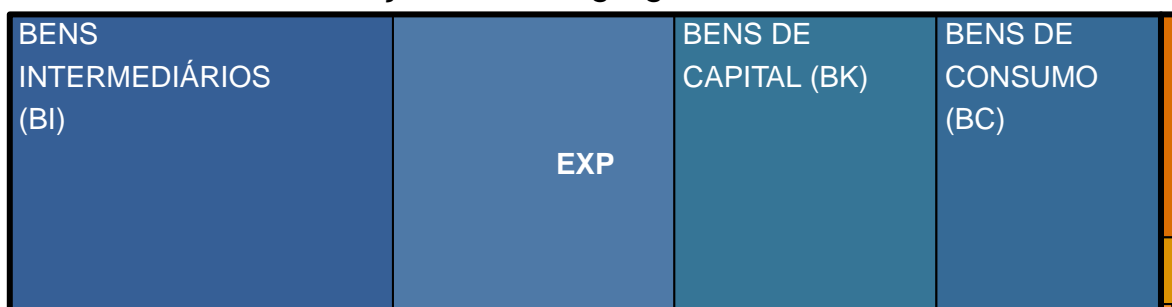 BENS
INTERMEDIÁRIOS
(BI)
EXP
BENS DE
CAPITAL (BK)
BENS DE
CONSUMO
(BC)